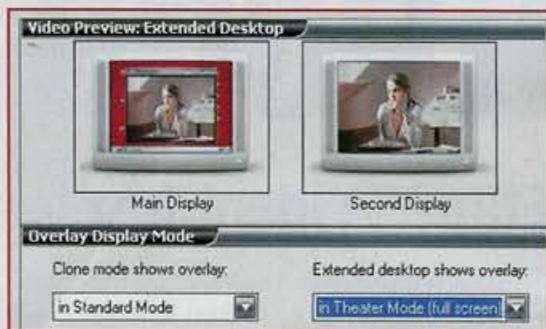 Video Preview: Extended Desktop
Main Display
Second Display
Overlay Display Mode
Clone mode shows overlay:
Extended desktop shows overlay:
in Standard Mode
in Theater Mode (full screen)